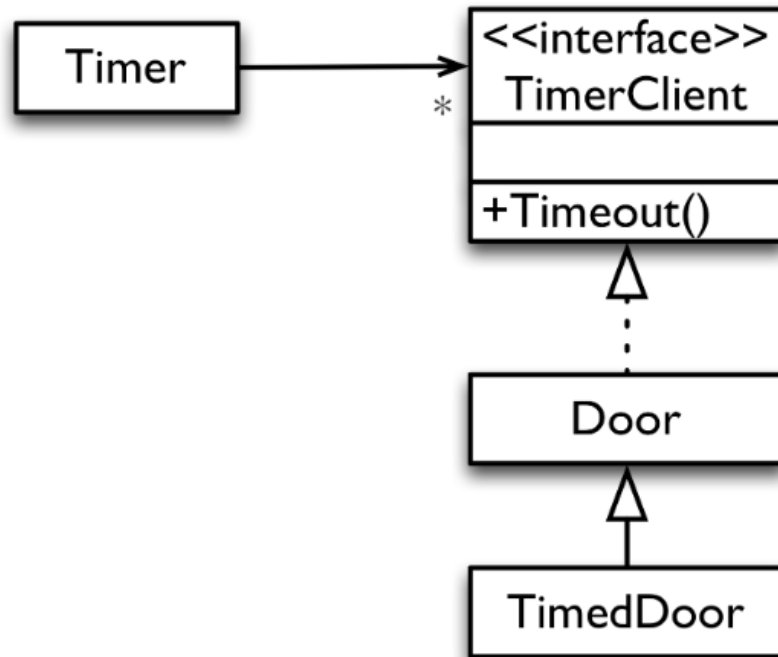 Timer
<<interface>>
TimerClient
*
+Timeout()
Door
TimedDoor